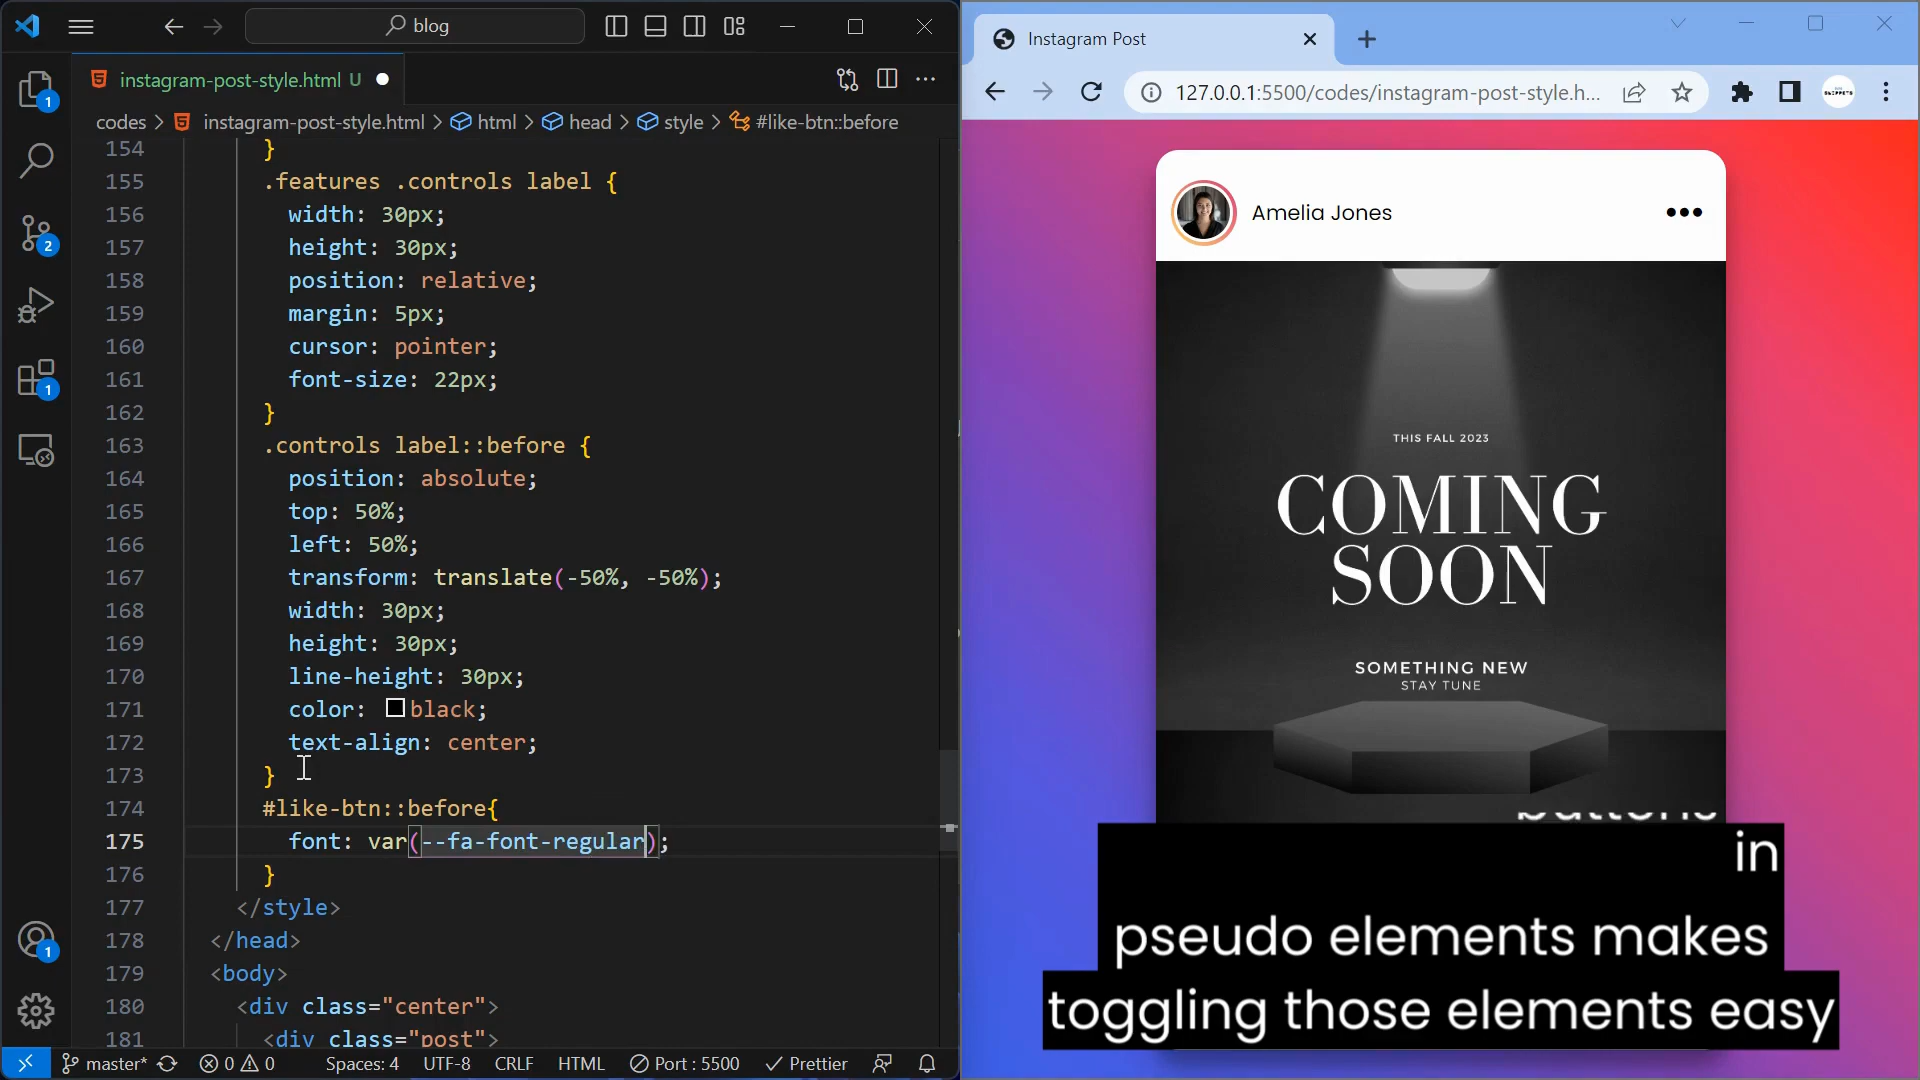 blog
instagram-post-style.html U
codes > instagram-post-style.html > html > head > style > #like-btn::before
154 }
155 .features .controls label {
156 width: 30px;
157 height: 30px;
158 position: relative;
159 margin: 5px;
160 cursor: pointer;
161 font-size: 22px;
162 }
163 .controls label::before {
164 position: absolute;
165 top: 50%;
166 left: 50%;
167 transform: translate(-50%, -50%);
168 width: 30px;
169 height: 30px;
170 line-height: 30px;
171 color: black;
172 text-align: center;
173 }
174 #like-btn::before{
175 font: var(--fa-font-regular);
176 }
177 </style>
178 </head>
179 <body>
180 <div class="center">
181 <div class="post">
1
2
1
1
master* 0 0 Spaces: 4 UTF-8 CRLF HTML Port : 5500 Prettier
Instagram Post
127.0.0.1:5500/codes/instagram-post-style.h...
Amelia Jones
THIS FALL 2023
COMING
SOON
SOMETHING NEW
STAY TUNE
buttons
in
pseudo elements makes
toggling those elements easy